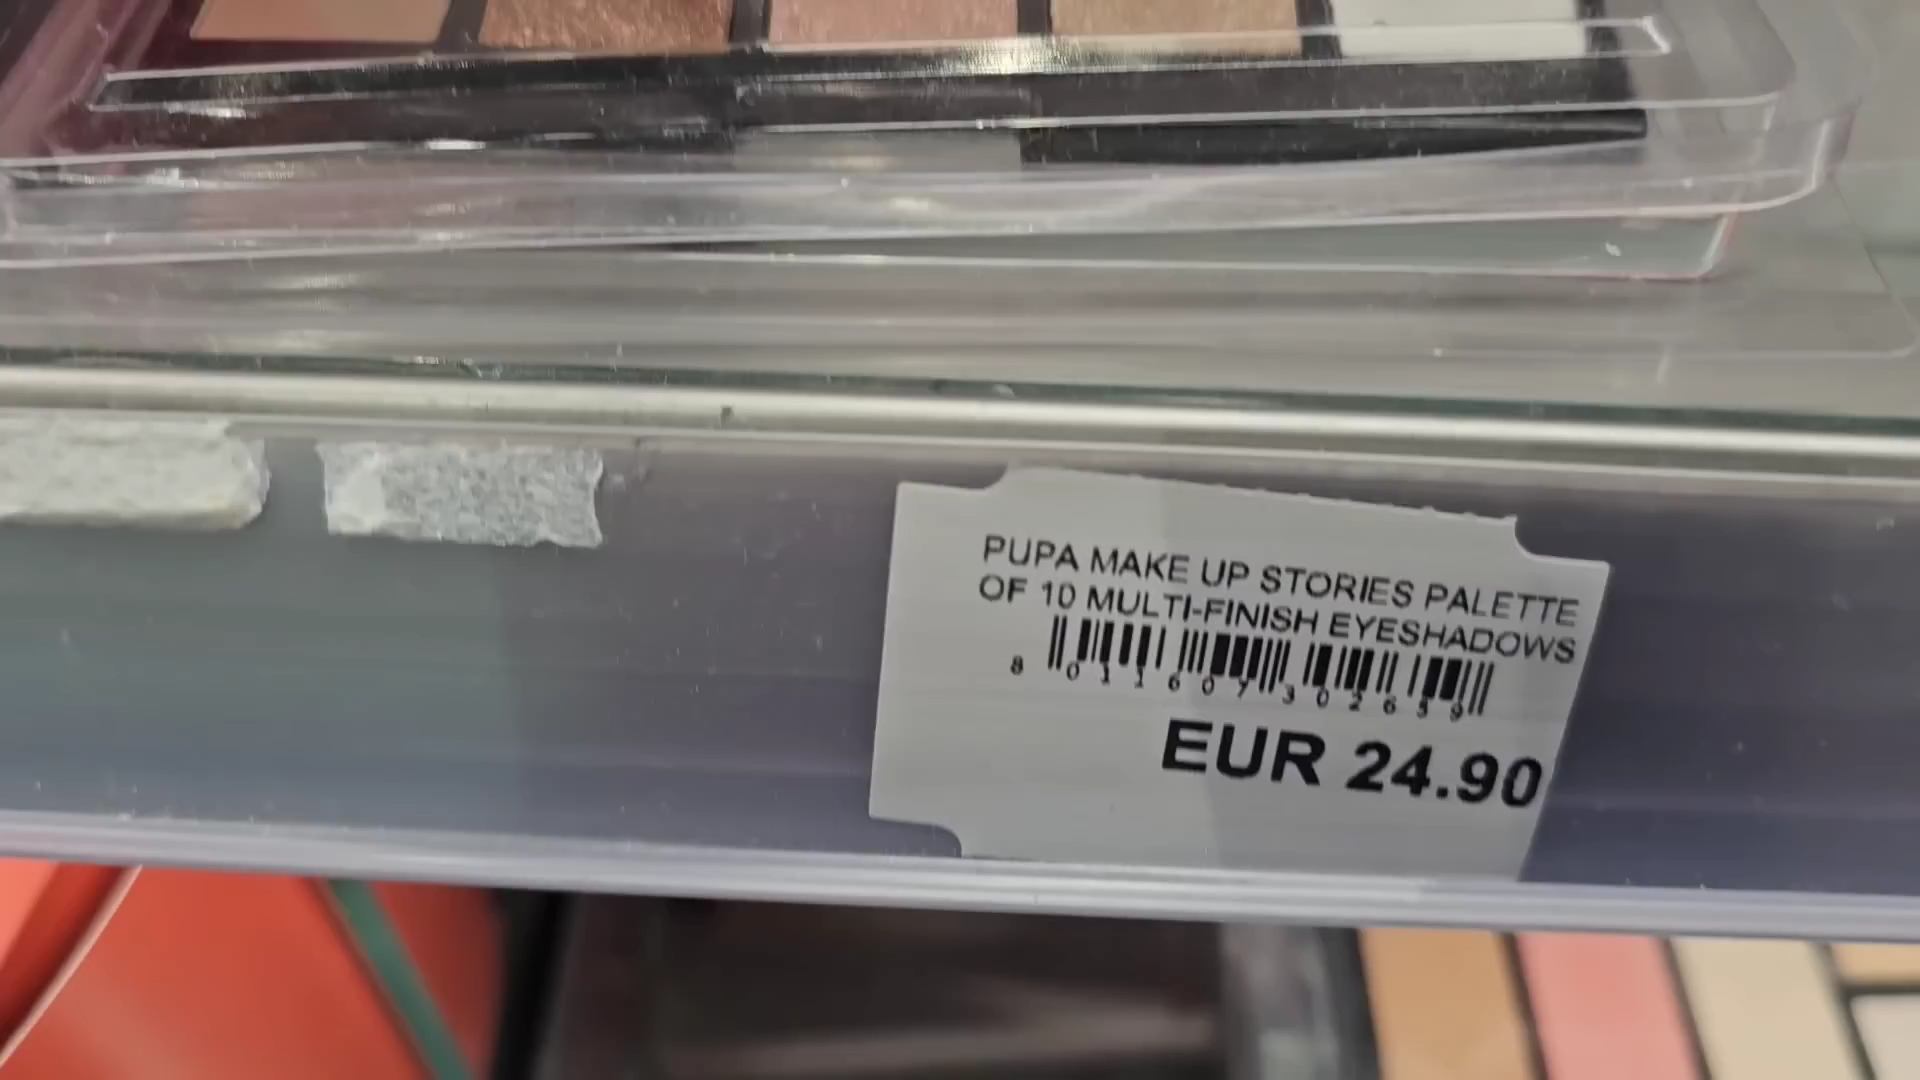 PUPA MAKE UP STORIES PALETTE
OF 10 MULTI-FINISH EYESHADOWS
8 011607 302659
EUR 24.90